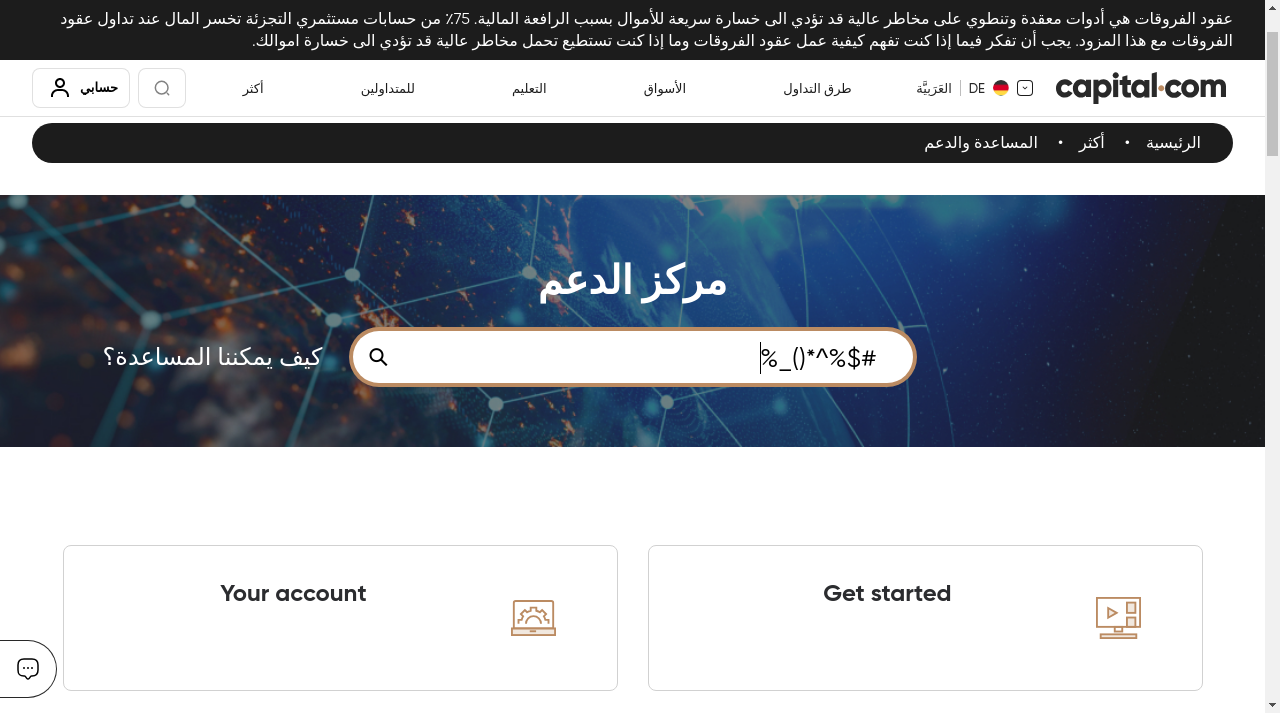 عقود الفروقات هي أدوات معقدة وتنطوي على مخاطر عالية قد تؤدي الى خسارة سريعة للأموال بسبب الرافعة المالية. 75٪ من حسابات مستثمري التجزئة تخسر المال عند تداول عقود
الفروقات مع هذا المزود. يجب أن تفكر فيما إذا كنت تفهم كيفية عمل عقود الفروقات وما إذا كنت تستطيع تحمل مخاطر عالية قد تؤدي الى خسارة اموالك.
capital.com
DE
العَرَبيَّة
طرق التداول
الأسواق
التعليم
للمتداولين
أكثر
حسابي
الرئيسية • أكثر • المساعدة والدعم
مركز الدعم
#$%^*()_%
كيف يمكننا المساعدة؟
Get started
Your account